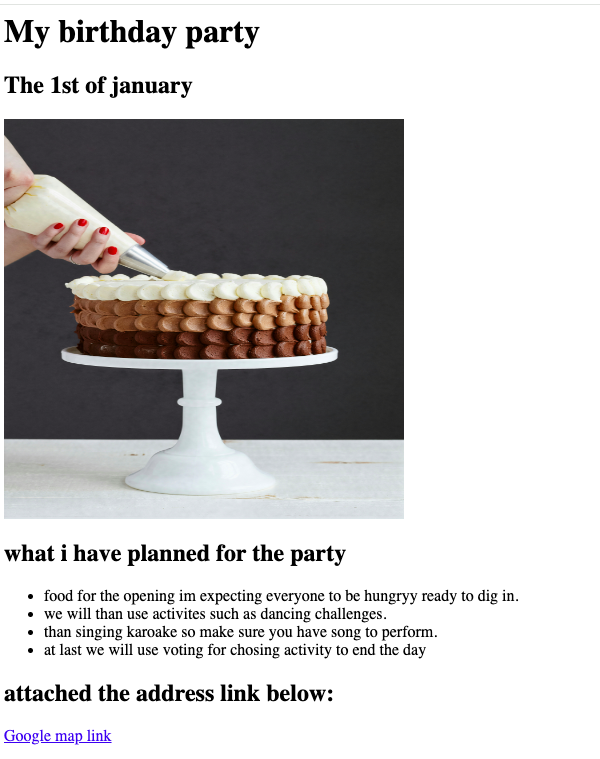 My birthday party
The 1st of january
what i have planned for the party
food for the opening im expecting everyone to be hungryy ready to dig in.
we will than use activites such as dancing challenges.
than singing karoake so make sure you have song to perform.
at last we will use voting for chosing activity to end the day
attached the address link below:
Google map link